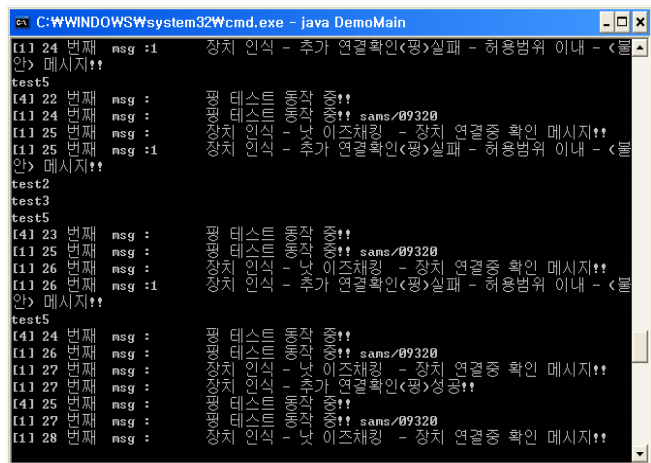 C:\WINDOWS\system32\cmd.exe - java DemoMain
[1] 24 번째  msg :1      장치 인식 - 추가 연결확인(핑)실패 - 허용범위 이내 - (불
안) 메시지!!
test5
[4] 22 번째  msg :       핑 테스트 동작 중!!
[1] 24 번째  msg :       핑 테스트 동작 중!! sams/09320
[1] 25 번째  msg :       장치 인식 - 낫 이즈채킹  - 장치 연결중 확인 메시지!!
[1] 25 번째  msg :1      장치 인식 - 추가 연결확인(핑)실패 - 허용범위 이내 - (불
안) 메시지!!
test2
test3
test5
[4] 23 번째  msg :       핑 테스트 동작 중!!
[1] 25 번째  msg :       핑 테스트 동작 중!! sams/09320
[1] 26 번째  msg :       장치 인식 - 낫 이즈채킹  - 장치 연결중 확인 메시지!!
[1] 26 번째  msg :1      장치 인식 - 추가 연결확인(핑)실패 - 허용범위 이내 - (불
안) 메시지!!
test5
[4] 24 번째  msg :       핑 테스트 동작 중!!
[1] 26 번째  msg :       핑 테스트 동작 중!! sams/09320
[1] 27 번째  msg :       장치 인식 - 낫 이즈채킹  - 장치 연결중 확인 메시지!!
[1] 27 번째  msg :       장치 인식 - 추가 연결확인(핑)성공!!
[4] 25 번째  msg :       핑 테스트 동작 중!!
[1] 27 번째  msg :       핑 테스트 동작 중!! sams/09320
[1] 28 번째  msg :       장치 인식 - 낫 이즈채킹  - 장치 연결중 확인 메시지!!